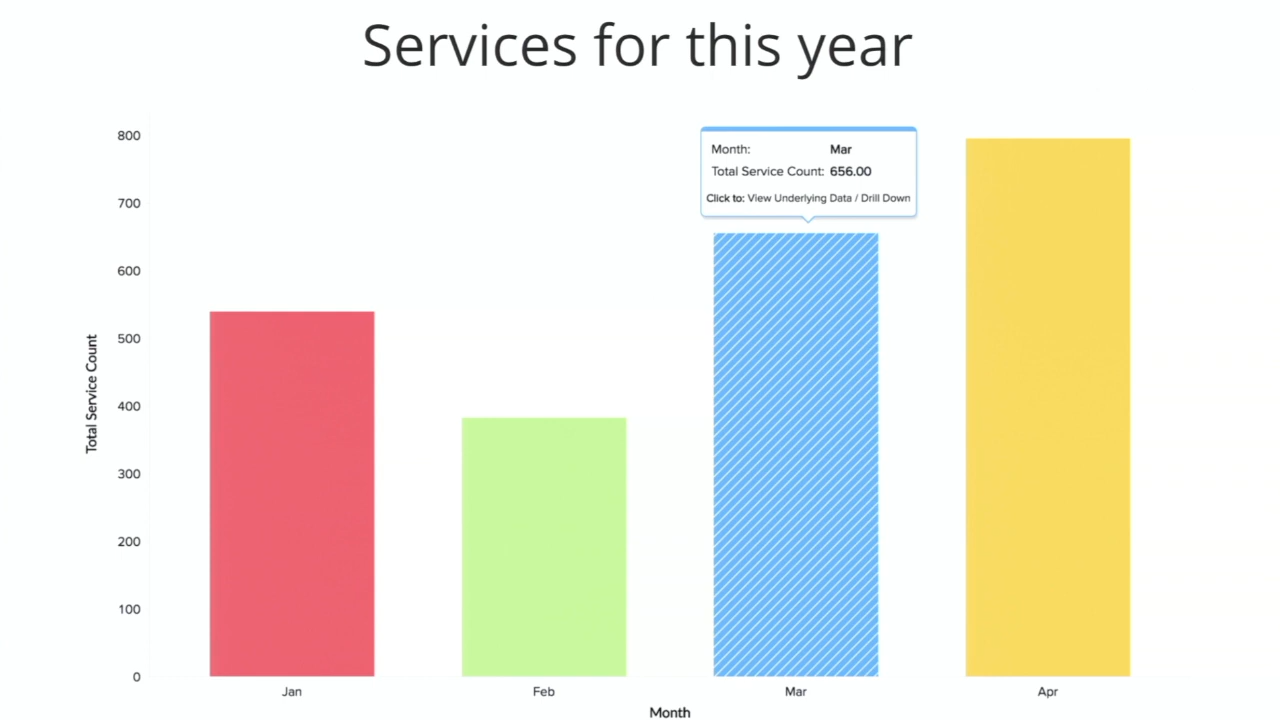 Services for this year
800
700
600
500
400
300
200
100
0
Total Service Count
Month: Mar
Total Service Count: 656.00
Click to: View Underlying Data / Drill Down
Jan Feb Mar Apr
Month